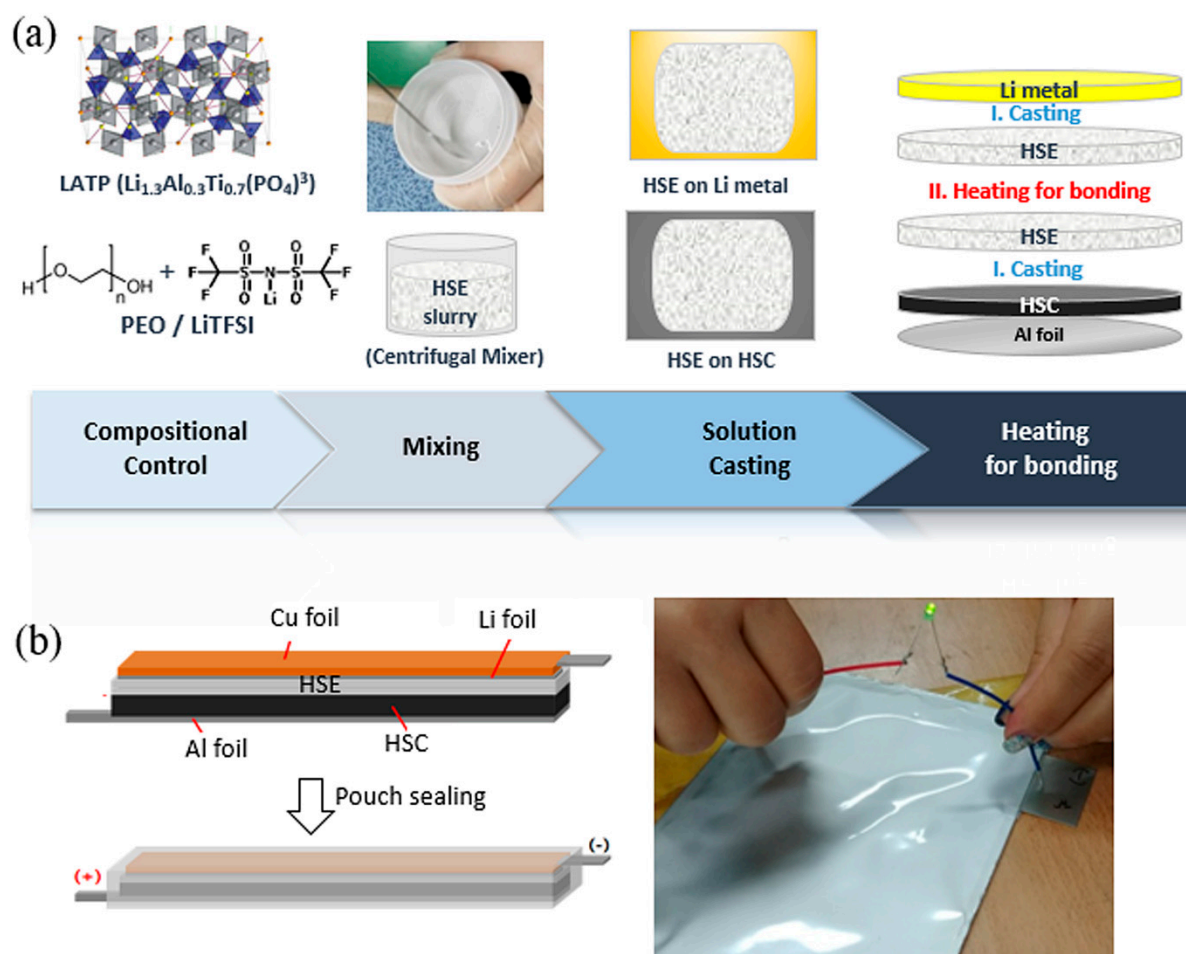 (a)
LATP (Li₁.₃Al₀.₃Ti₀.₇(PO₄)³)
H
O
n
OH
+
F
F
F
O
S
O
N
Li
O
S
O
F
F
F
PEO / LiTFSI
HSE
slurry
(Centrifugal Mixer)
HSE on Li metal
HSE on HSC
Li metal
I. Casting
HSE
II. Heating for bonding
HSE
I. Casting
HSC
Al foil
Compositional
Control
Mixing
Solution
Casting
Heating
for bonding
(b)
Cu foil
Li foil
HSE
Al foil
HSC
Pouch sealing
(+)
(-)